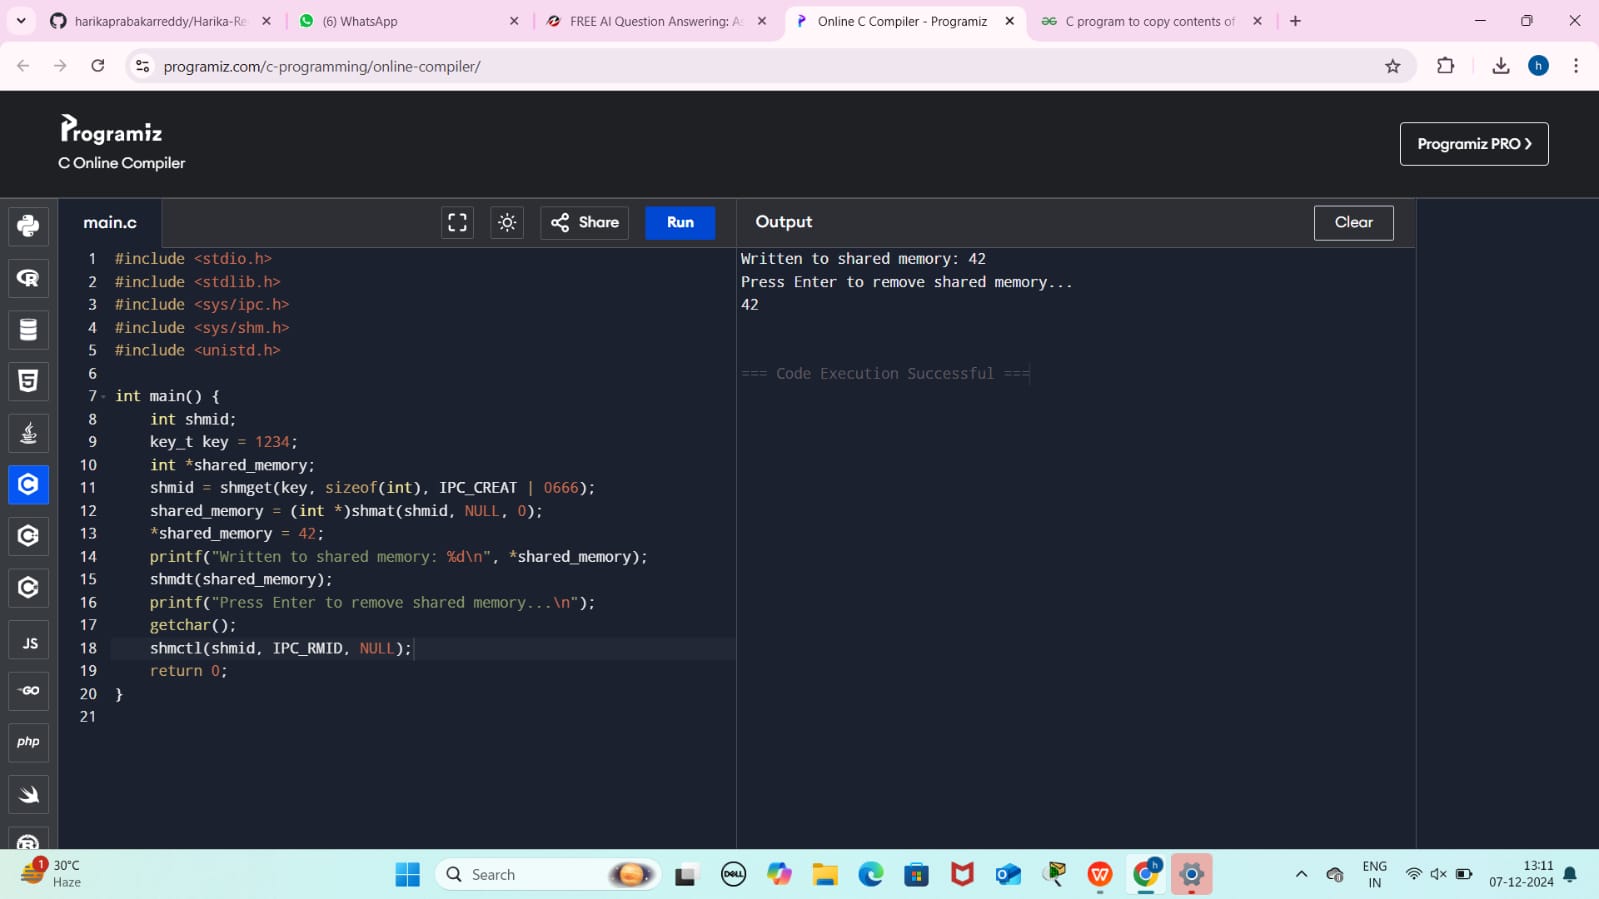 harikaprabakarreddy/Harika-Re
(6) WhatsApp
FREE AI Question Answering: As
Online C Compiler - Programiz
C program to copy contents of
programiz.com/c-programming/online-compiler/
h
Programiz
C Online Compiler
Programiz PRO
main.c
Share
Run
Output
Clear
1 #include <stdio.h>
2 #include <stdlib.h>
3 #include <sys/ipc.h>
4 #include <sys/shm.h>
5 #include <unistd.h>
6
7 int main() {
8 int shmid;
9 key_t key = 1234;
10 int *shared_memory;
11 shmid = shmget(key, sizeof(int), IPC_CREAT | 0666);
12 shared_memory = (int *)shmat(shmid, NULL, 0);
13 *shared_memory = 42;
14 printf("Written to shared memory: %d\n", *shared_memory);
15 shmdt(shared_memory);
16 printf("Press Enter to remove shared memory...\n");
17 getchar();
18 shmctl(shmid, IPC_RMID, NULL);
19 return 0;
20 }
21
Written to shared memory: 42
Press Enter to remove shared memory...
42
=== Code Execution Successful ===
JS
GO
php
1
30°C
Haze
Search
DELL
h
ENG
IN
13:11
07-12-2024